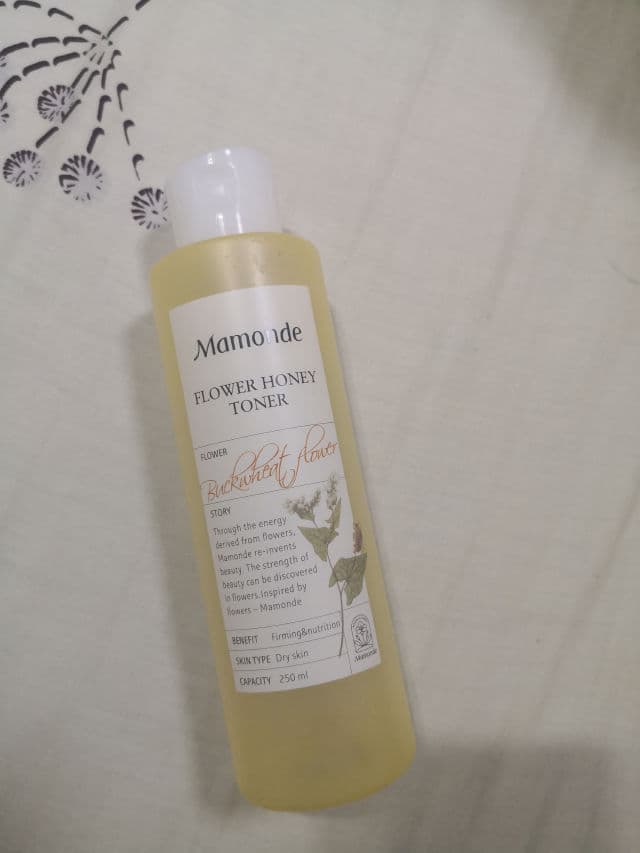 Mamonde
FLOWER HONEY
TONER
FLOWER
Buckwheat flower
STORY
Through the energy
derived from flowers,
Mamonde re-invents
beauty. The strength of
beauty can be discovered
in flowers.inspired by
flowers – Mamonde
BENEFIT Firming&nutrition
SKIN TYPE Dry skin
CAPACITY 250 ml
Mamonde